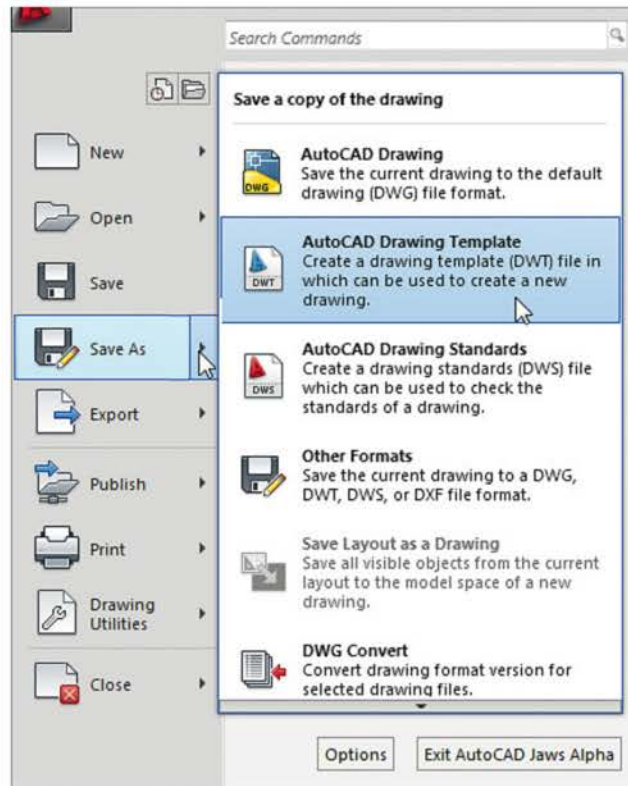 Search Commands
Save a copy of the drawing
New
Open
Save
Save As
Export
Publish
Print
Drawing
Utilities
Close
AutoCAD Drawing
Save the current drawing to the default
drawing (DWG) file format.
DWG
AutoCAD Drawing Template
Create a drawing template (DWT) file in
which can be used to create a new
drawing.
DWT
AutoCAD Drawing Standards
Create a drawing standards (DWS) file
which can be used to check the
standards of a drawing.
DWS
Other Formats
Save the current drawing to a DWG,
DWT, DWS, or DXF file format.
Save Layout as a Drawing
Save all visible objects from the current
layout to the model space of a new
drawing.
DWG Convert
Convert drawing format version for
selected drawing files.
Options
Exit AutoCAD Jaws Alpha